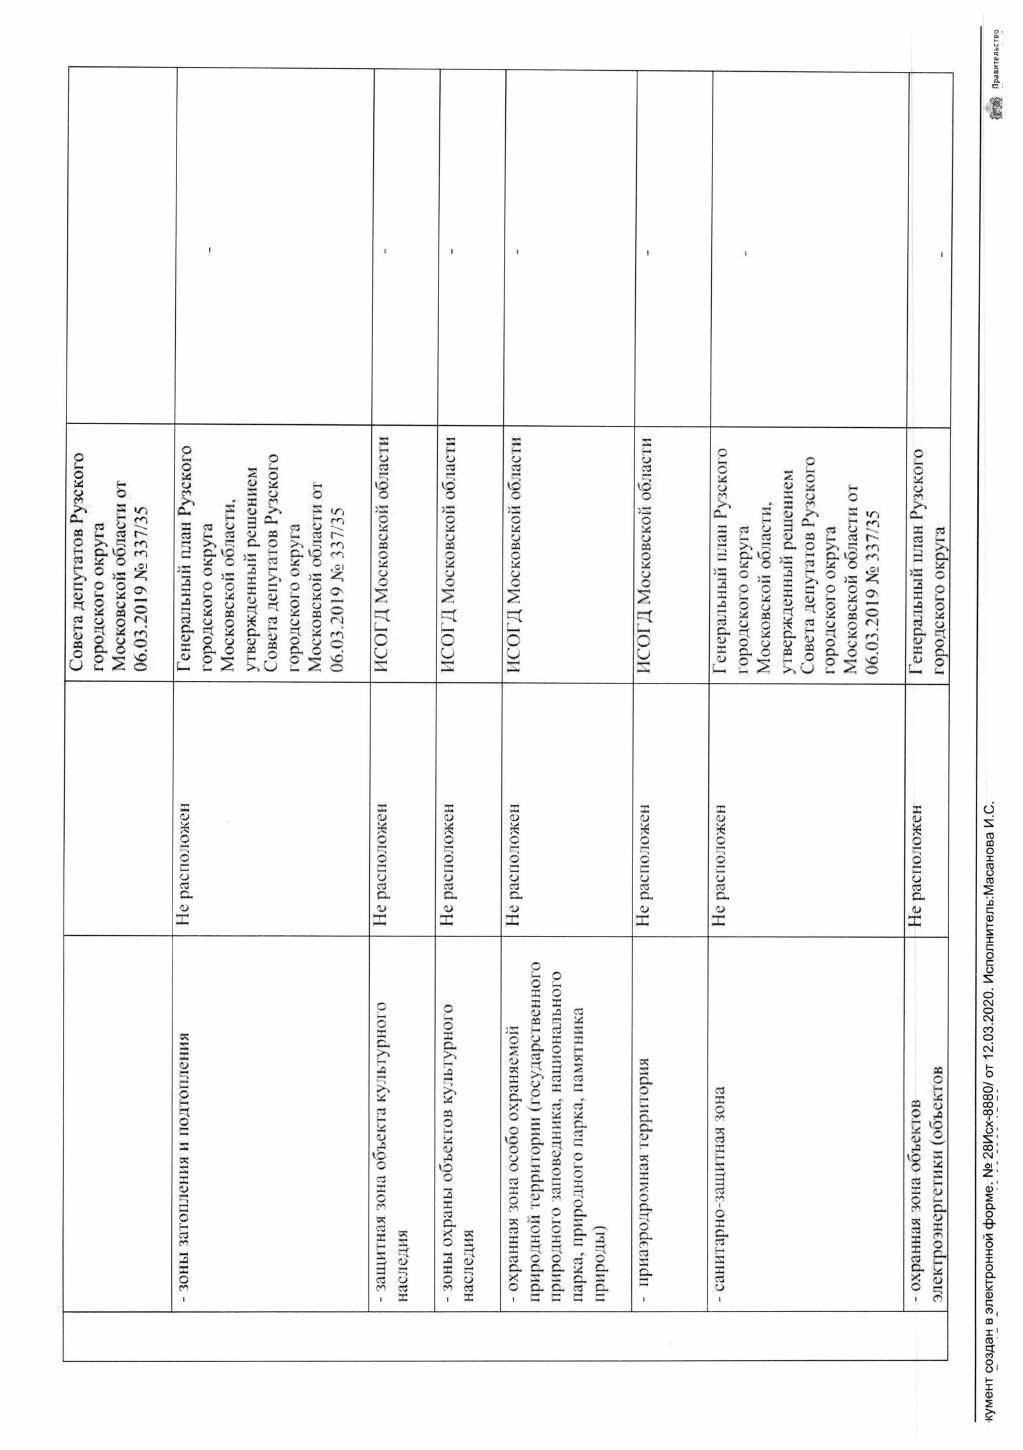 Совета депутатов Рузского
городского округа
Московской области от
06.03.2019 № 337/35
- зоны затопления и подтопления
Не расположен
Генеральный план Рузского
городского округа
Московской области,
утвержденный решением
Совета депутатов Рузского
городского округа
Московской области от
06.03.2019 № 337/35
-
- защитная зона объекта культурного
наследия
Не расположен
ИСОГД Московской области
-
- зоны охраны объектов культурного
наследия
Не расположен
ИСОГД Московской области
-
- охранная зона особо охраняемой
природной территории (государственного
природного заповедника, национального
парка, природного парка, памятника
природы)
Не расположен
ИСОГД Московской области
-
- приаэродромная территория
Не расположен
ИСОГД Московской области
-
- санитарно-защитная зона
Не расположен
Генеральный план Рузского
городского округа
Московской области,
утвержденный решением
Совета депутатов Рузского
городского округа
Московской области от
06.03.2019 № 337/35
-
- охранная зона объектов
электроэнергетики (объектов
Не расположен
Генеральный план Рузского
городского округа
-
кумент создан в электронной форме. № 28Исх-8880/ от 12.03.2020. Исполнитель:Масанова И.С.
Правительство